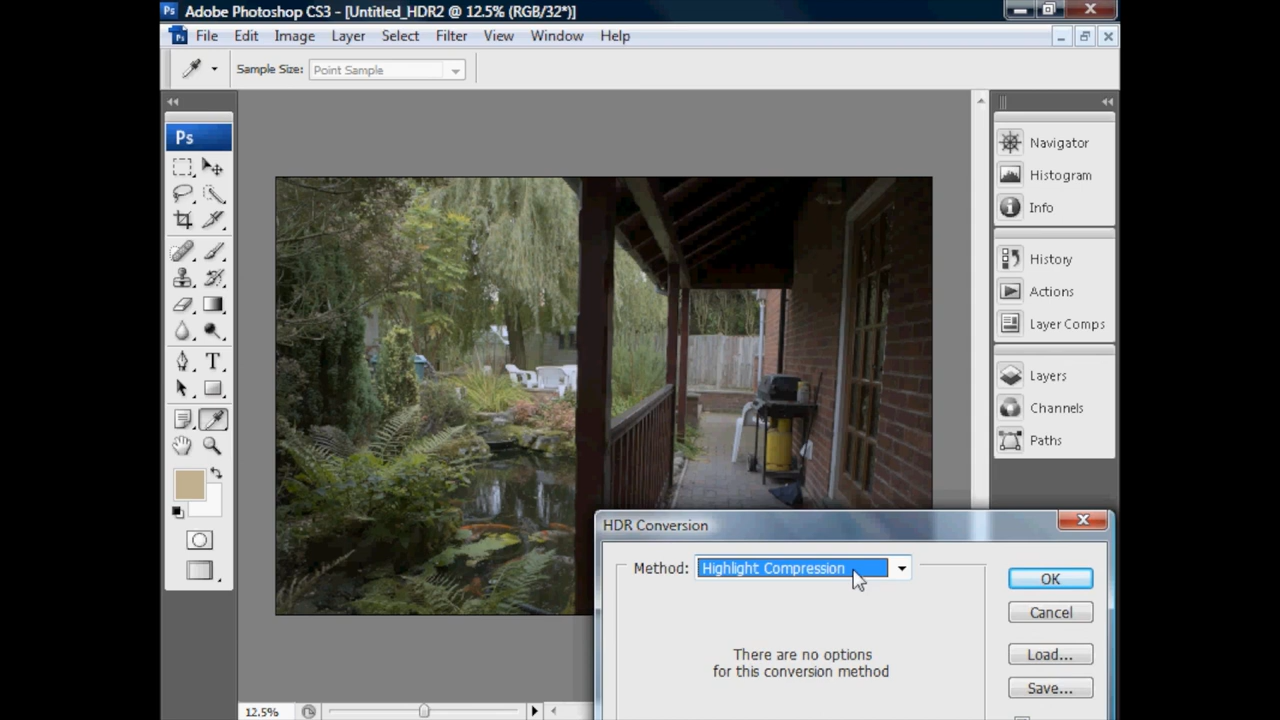 Ps Adobe Photoshop CS3 - [Untitled_HDR2 @ 12.5% (RGB/32*)]
Ps File Edit Image Layer Select Filter View Window Help
Sample Size: Point Sample
Ps
Navigator
Histogram
Info
History
Actions
Layer Comps
Layers
Channels
Paths
T
HDR Conversion
Method: Highlight Compression
OK
Cancel
There are no options
for this conversion method
Load...
Save...
12.5%